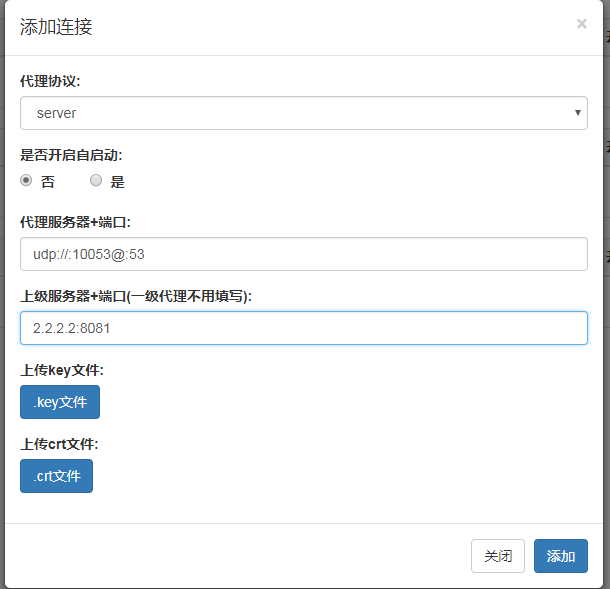 添加连接
×
代理协议:
server
是否开启自启动:
否 是
代理服务器+端口:
udp://:10053@:53
上级服务器+端口(一级代理不用填写):
2.2.2.2:8081
上传key文件:
.key文件
上传crt文件:
.crt文件
关闭 添加